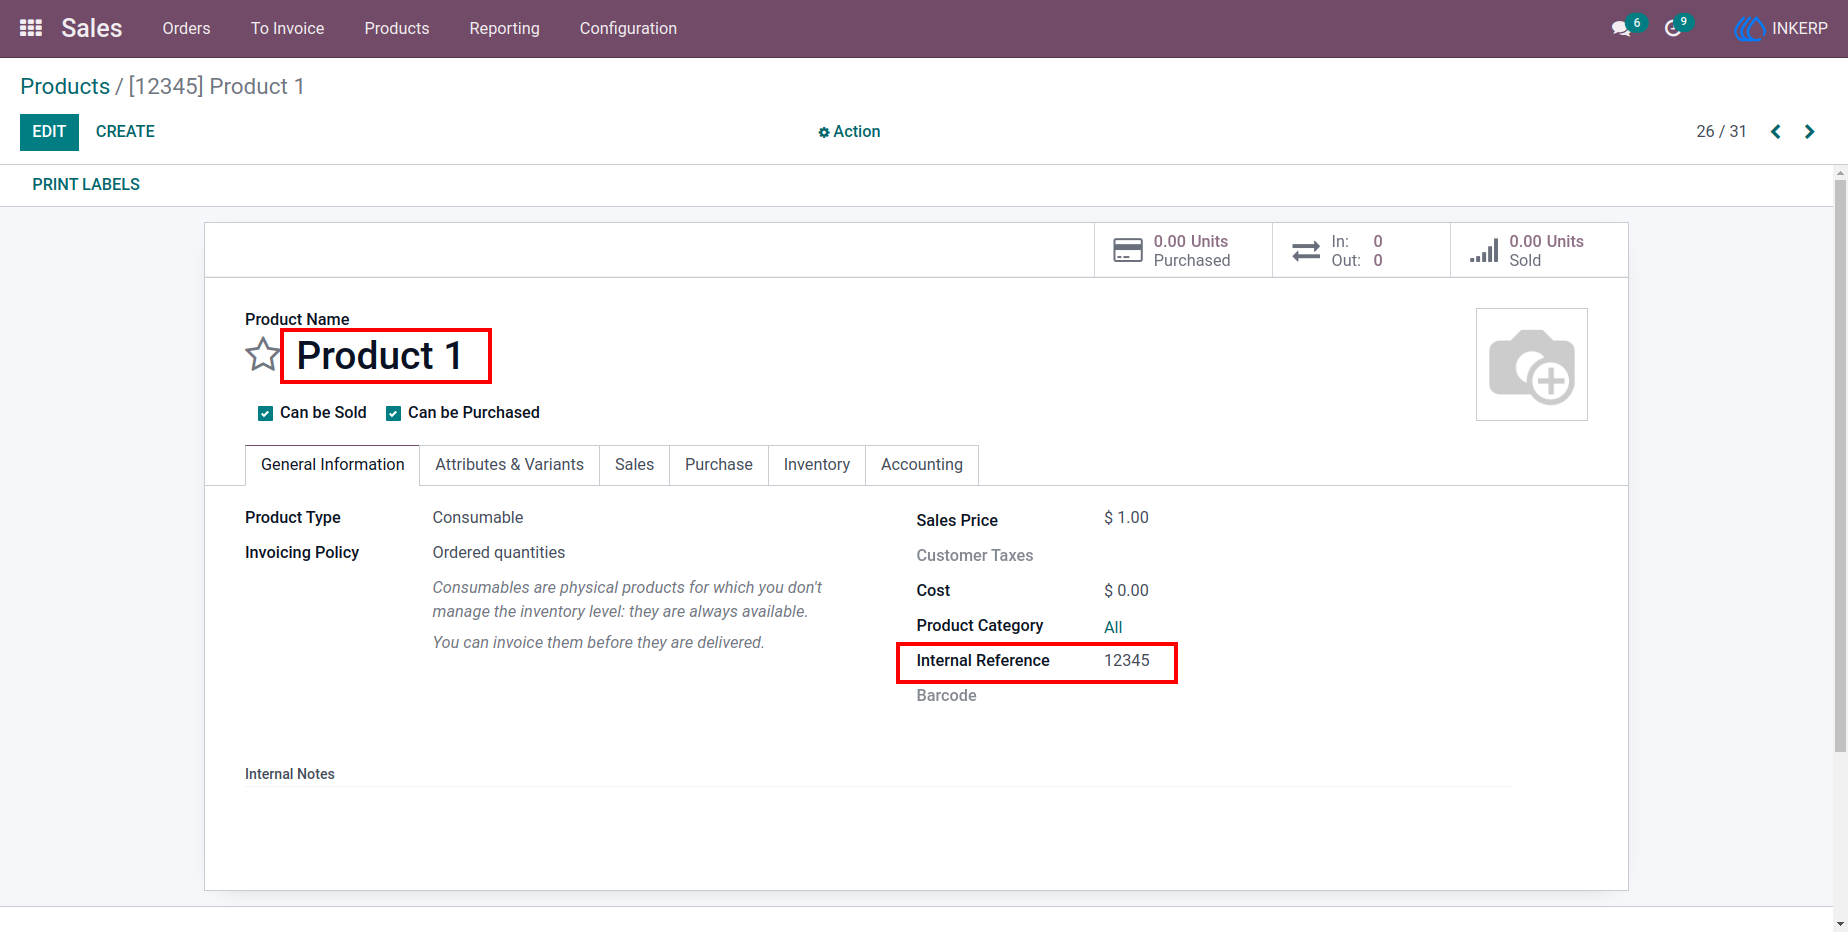 Sales Orders To Invoice Products Reporting Configuration 6 9 INKERP
Products / [12345] Product 1
EDIT CREATE Action 26 / 31
PRINT LABELS
0.00 Units
Purchased
In: 0
Out: 0
0.00 Units
Sold
Product Name
Product 1
Can be Sold Can be Purchased
General Information Attributes & Variants Sales Purchase Inventory Accounting
Product Type Consumable
Invoicing Policy Ordered quantities
Consumables are physical products for which you don't
manage the inventory level: they are always available.
You can invoice them before they are delivered.
Sales Price $ 1.00
Customer Taxes
Cost $ 0.00
Product Category All
Internal Reference 12345
Barcode
Internal Notes